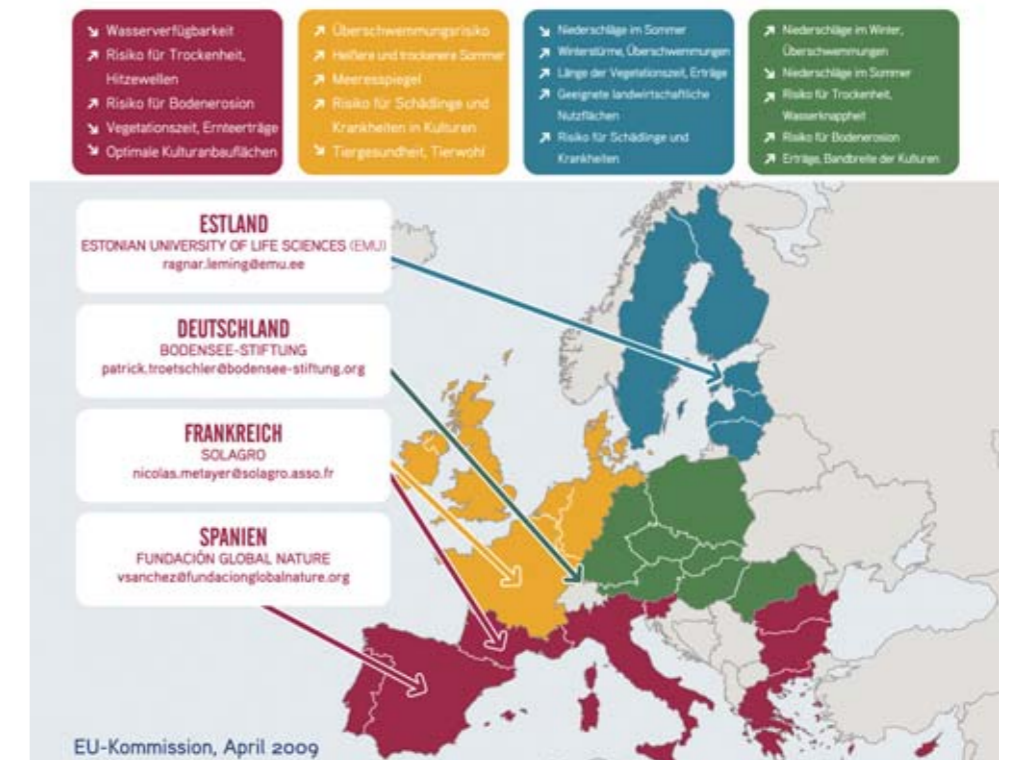 ↘ Wasserverfügbarkeit
↗ Risiko für Trockenheit,
Hitzewellen
↗ Risiko für Bodenerosion
↘ Vegetationszeit, Ernteerträge
↘ Optimale Kulturanbauflächen
↗ Überschwemmungsrisiko
↗ Heißere und trockenere Sommer
↗ Meeresspiegel
↗ Risiko für Schädlinge und
Krankheiten in Kulturen
↘ Tiergesundheit, Tierwohl
↘ Niederschläge im Sommer
↗ Winterstürme, Überschwemmungen
↗ Länge der Vegetationszeit, Erträge
↗ Geeignete landwirtschaftliche
Nutzflächen
↗ Risiko für Schädlinge und
Krankheiten
↗ Niederschläge im Winter,
Überschwemmungen
↘ Niederschläge im Sommer
↗ Risiko für Trockenheit,
Wasserknappheit
↗ Risiko für Bodenerosion
↗ Erträge, Bandbreite der Kulturen
ESTLAND
ESTONIAN UNIVERSITY OF LIFE SCIENCES (EMU)
ragnar.leming@emu.ee
DEUTSCHLAND
BODENSEE-STIFTUNG
patrick.troetschler@bodensee-stiftung.org
FRANKREICH
SOLAGRO
nicolas.metayer@solagro.asso.fr
SPANIEN
FUNDACIÓN GLOBAL NATURE
vsanchez@fundacionglobalnature.org
EU-Kommission, April 2009